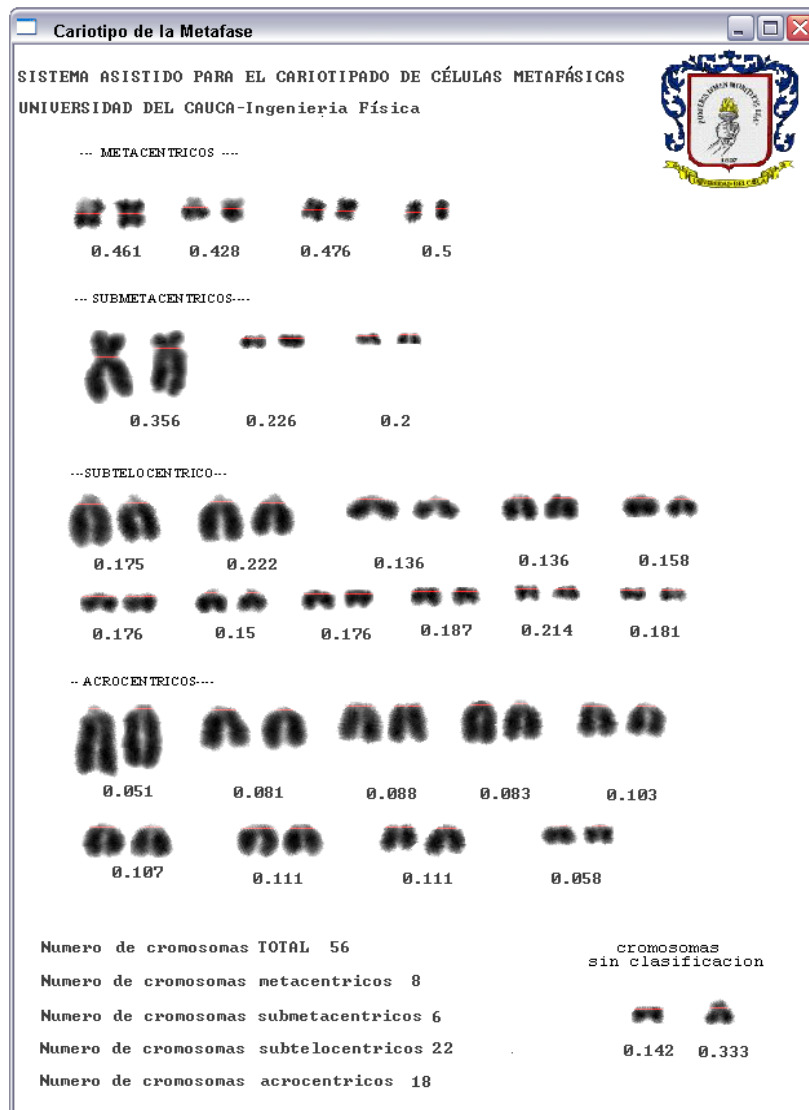 Cariotipo de la Metafase
SISTEMA ASISTIDO PARA EL CARIOTIPADO DE CÉLULAS METAFÁSICAS
UNIVERSIDAD DEL CAUCA-Ingenieria Física
--- METACENTRICOS ----
0.461 0.428 0.476 0.5
--- SUBMETACENTRICOS----
0.356 0.226 0.2
---SUBTELOCENTRICO---
0.175 0.222 0.136 0.136 0.158
0.176 0.15 0.176 0.187 0.214 0.181
-- ACROCENTRICOS----
0.051 0.081 0.088 0.083 0.103
0.107 0.111 0.111 0.058
Numero de cromosomas TOTAL 56
Numero de cromosomas metacentricos 8
Numero de cromosomas submetacentricos 6
Numero de cromosomas subtelocentricos 22
Numero de cromosomas acrocentricos 18
cromosomas
sin clasificacion
0.142 0.333